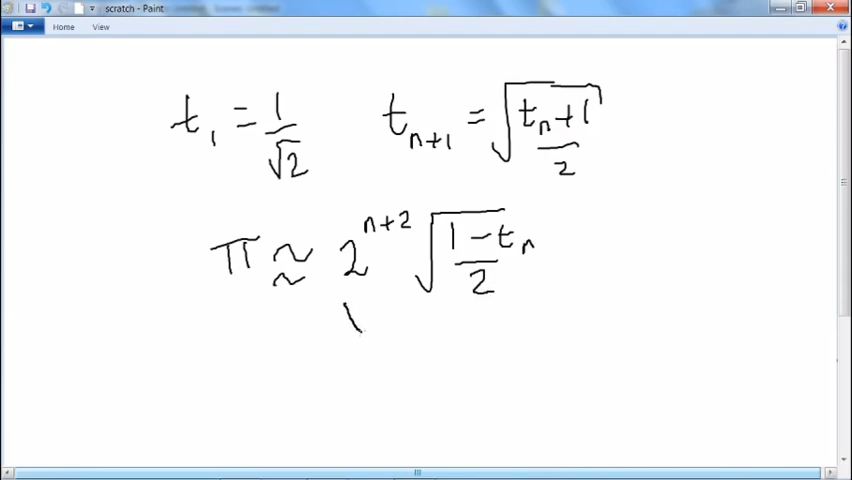 scratch - Paint
Home View
t₁ = 1/√2 tₙ₊₁ = √((tₙ+1)/2)
π ≈ 2ⁿ⁺² √((1-tₙ)/2)